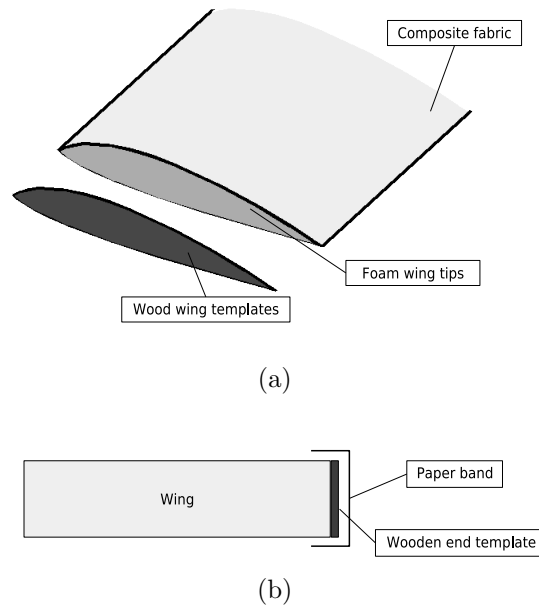 Composite fabric
Foam wing tips
Wood wing templates
(a)
Wing
Paper band
Wooden end template
(b)